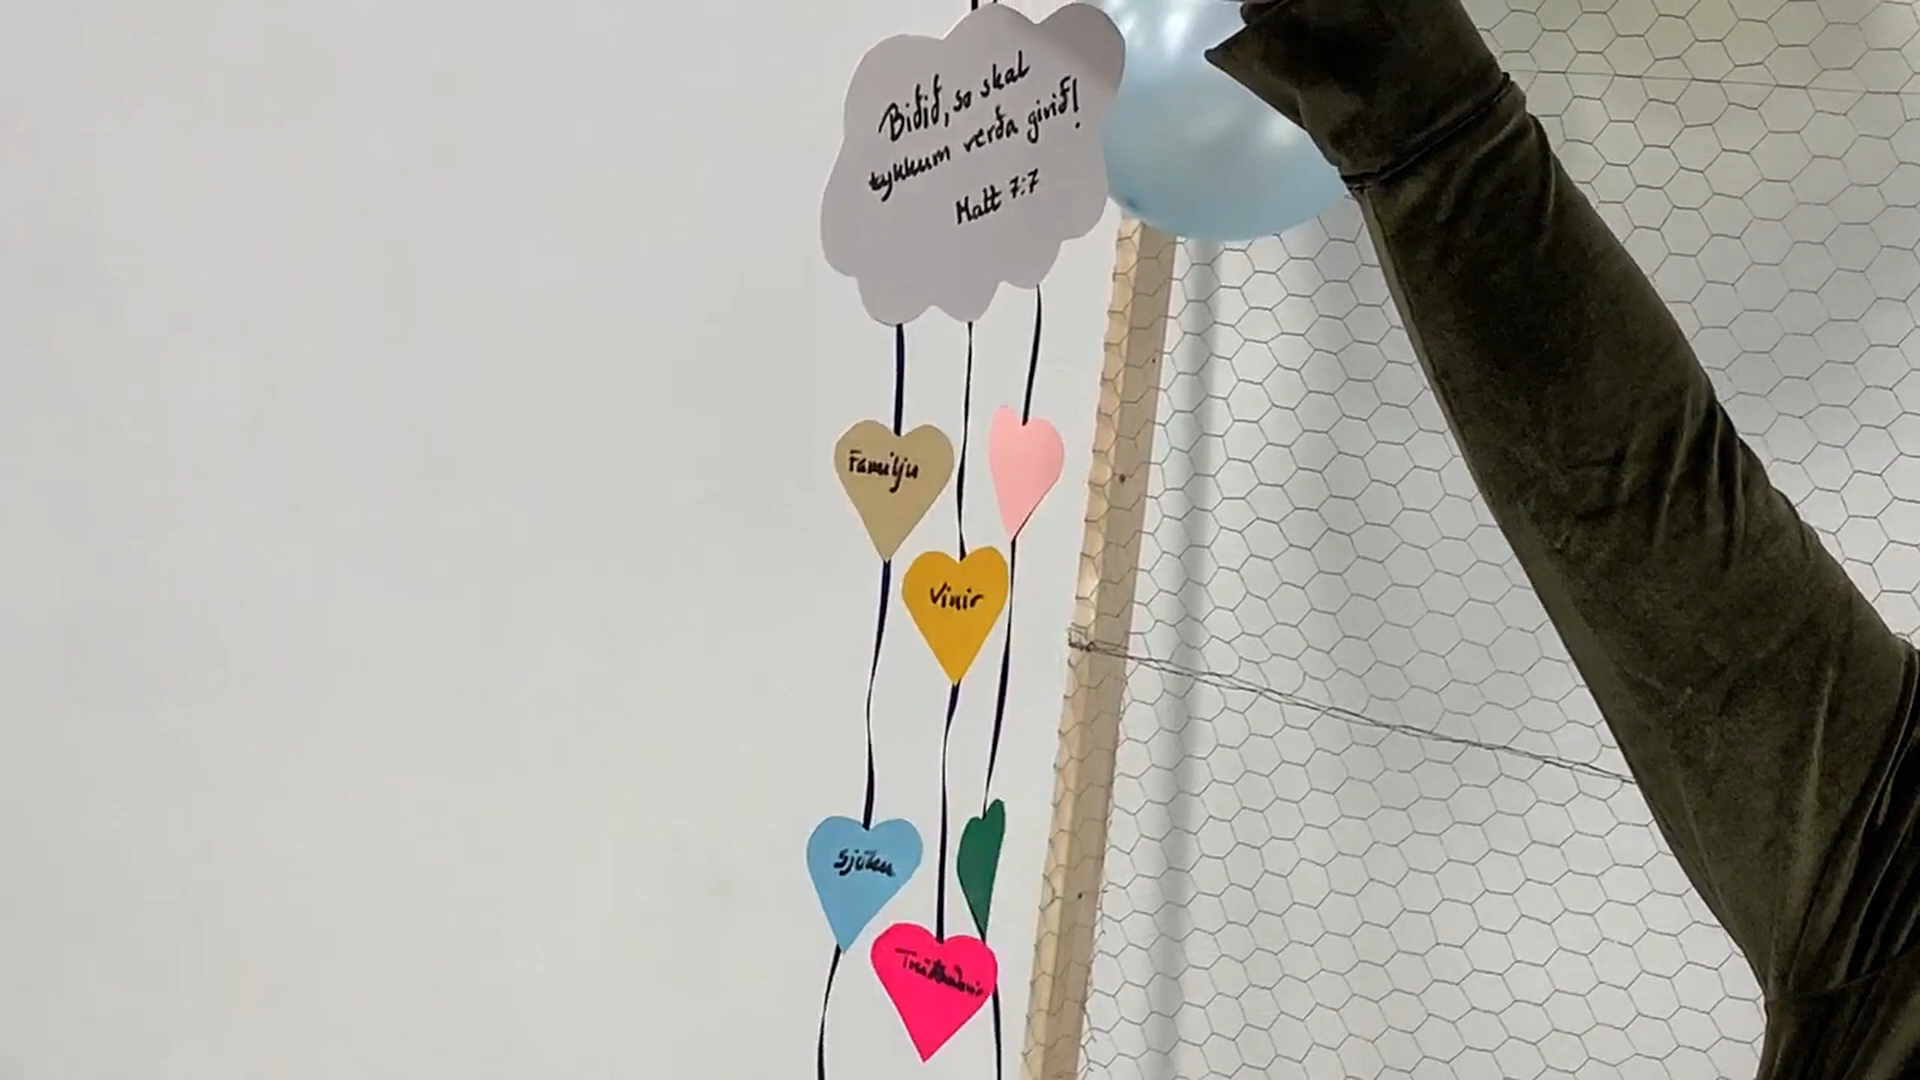 Biðið, so skal
tykkum verða givið!
Matt 7:7
Familju
Vinir
Sjúku